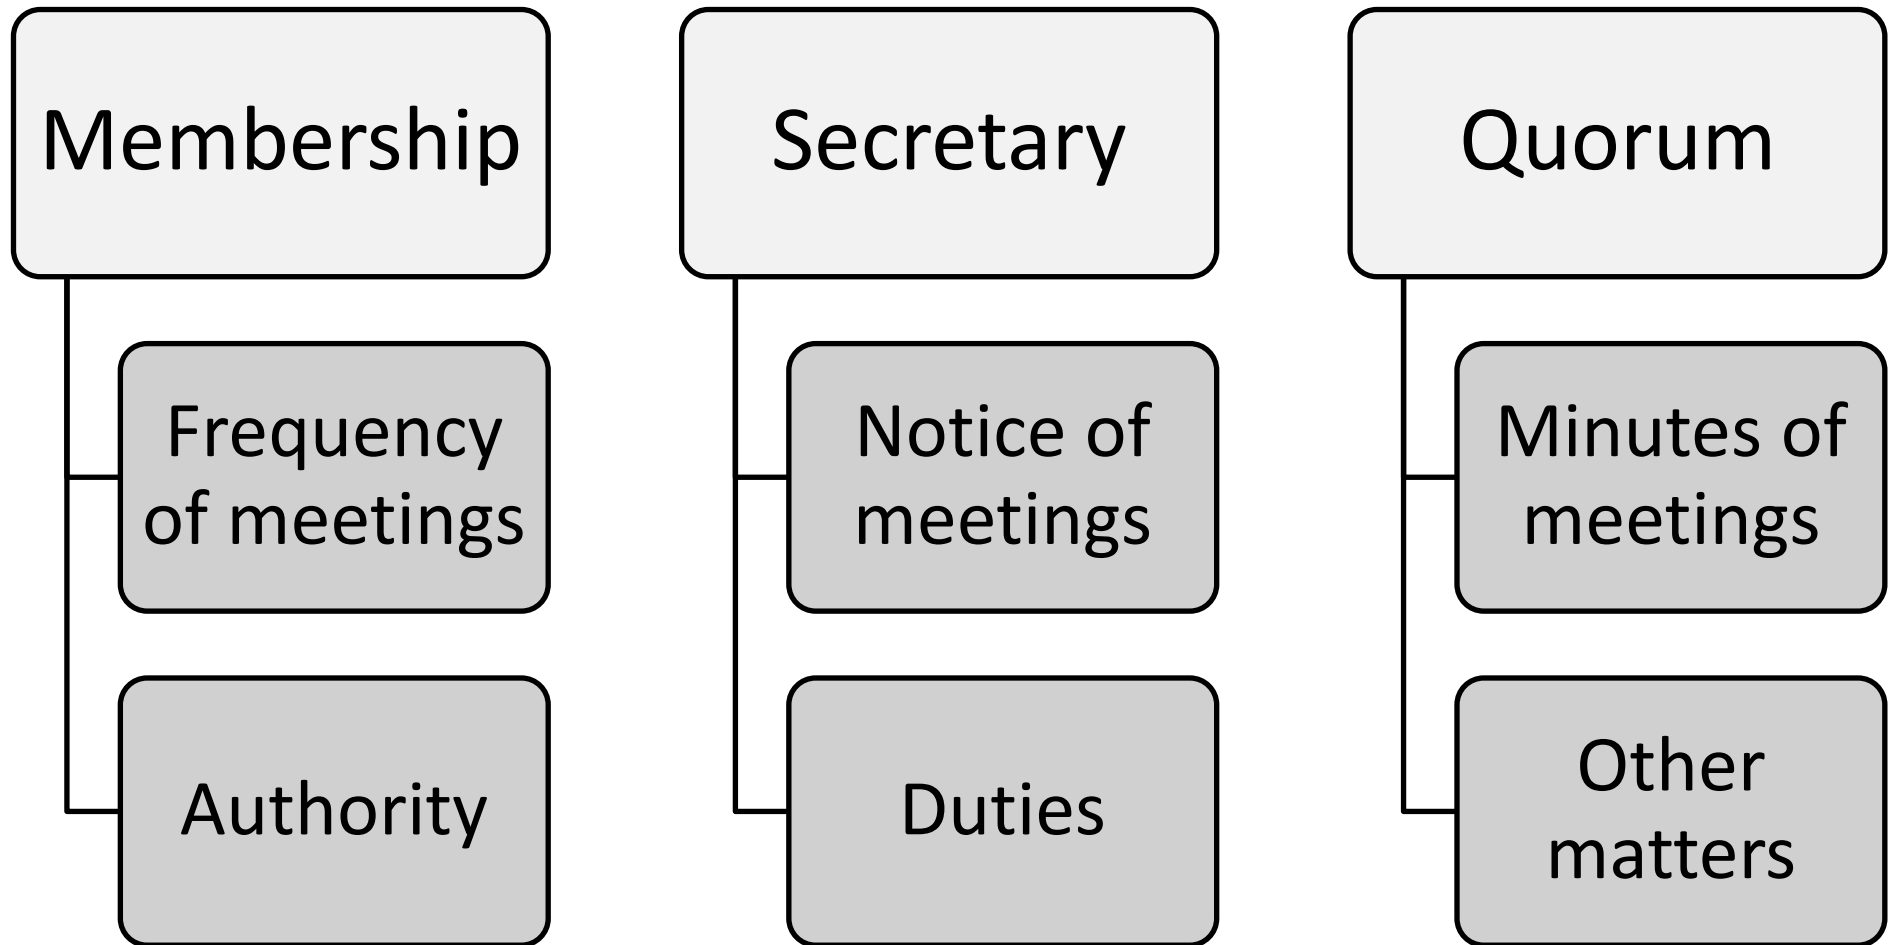 Membership
Frequency
of meetings
Authority
Secretary
Notice of
meetings
Duties
Quorum
Minutes of
meetings
Other
matters